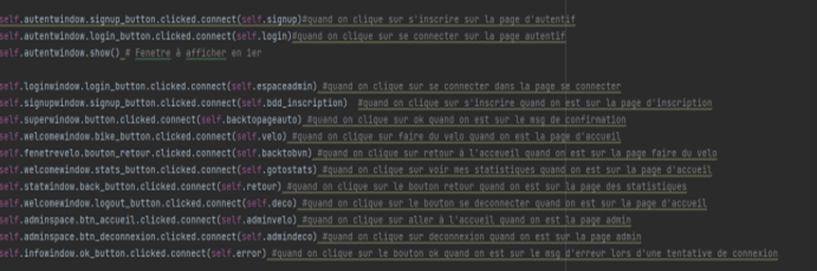 self.autentwindow.signup_button.clicked.connect(self.signup)#quand on clique sur s'inscrire sur la page d'autentif
self.autentwindow.login_button.clicked.connect(self.login)#quand on clique sur se connecter sur la page autentif
self.autentwindow.show() # Fenetre à afficher en 1er
self.loginwindow.login_button.clicked.connect(self.espaceadmin) #quand on clique sur se connecter dans la page se connecter
self.signupwindow.signup_button.clicked.connect(self.bdd_inscription) #quand on clique sur s'inscrire quand on est sur la page d'inscription
self.superwindow.button.clicked.connect(self.backtopageauto) #quand on clique sur ok quand on est sur le msg de confirmation
self.welcomewindow.bike_button.clicked.connect(self.velo) #quand on clique sur faire du velo quand on est la page d'accueil
self.fenetrevelo.bouton_retour.clicked.connect(self.backtobvn) #quand on clique sur retour à l'acceuil quand on est sur la page faire du velo
self.welcomewindow.stats_button.clicked.connect(self.gotostats) #quand on clique sur voir mes statistiques quand on est sur la page d'accueil
self.statwindow.back_button.clicked.connect(self.retour) #quand on clique sur le bouton retour quand on est sur la page des statistiques
self.welcomewindow.logout_button.clicked.connect(self.deco) #quand on clique sur le bouton se deconnecter quand on est sur la page d'accueil
self.adminspace.btn_accueil.clicked.connect(self.adminvelo) #quand on clique sur aller à l'accueil quand on est sur la page admin
self.adminspace.btn_deconnexion.clicked.connect(self.admindeco) #quand on clique sur deconnexion quand on est sur la page admin
self.infowindow.ok_button.clicked.connect(self.error) #quand on clique sur le bouton ok quand on est sur le msg d'erreur lors d'une tentative de connexion